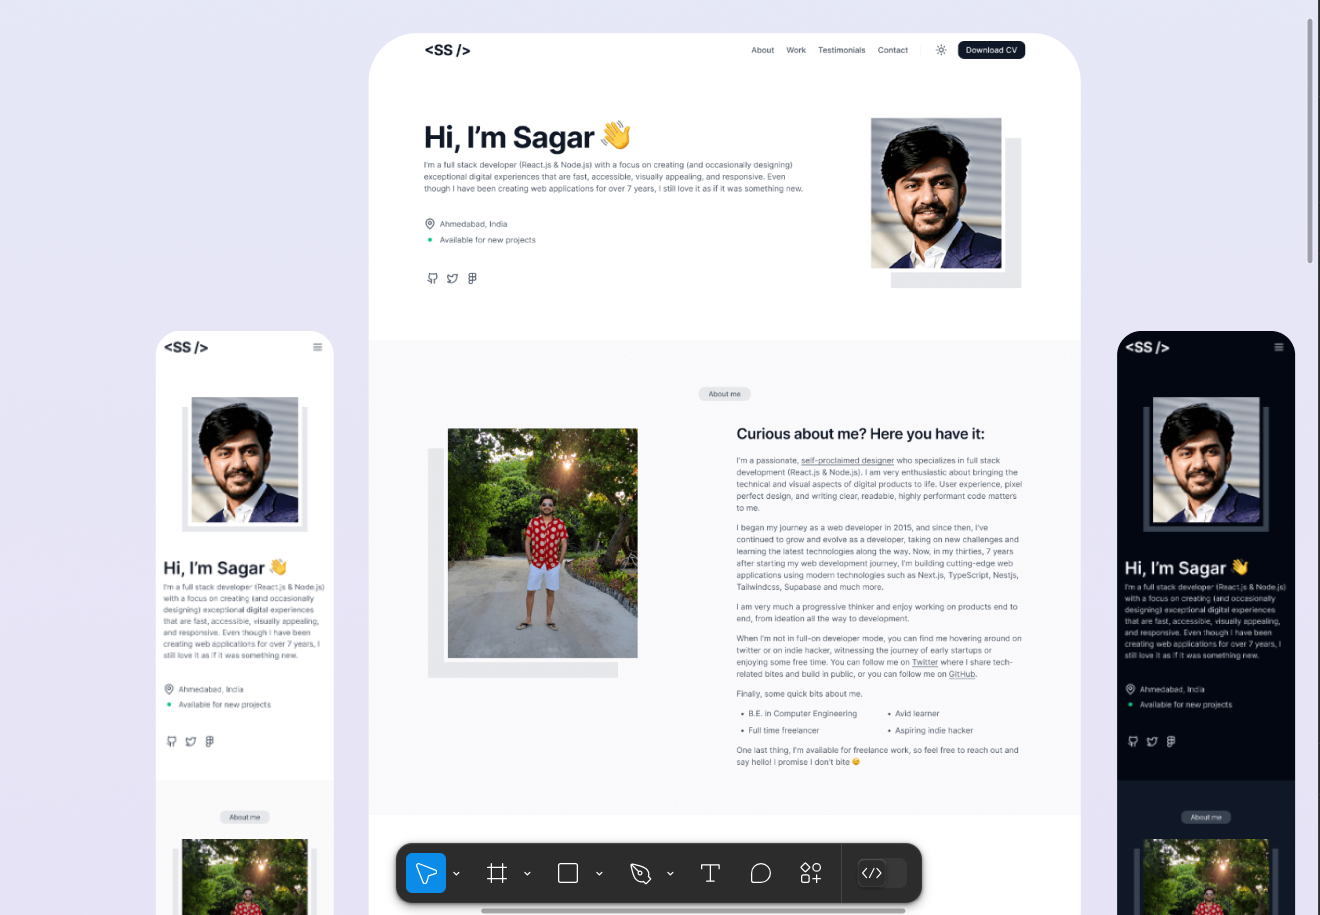 <SS />
About Work Testimonials Contact Download CV
Hi, I'm Sagar 👋
I'm a full stack developer (React.js & Node.js) with a focus on creating (and occasionally designing)
exceptional digital experiences that are fast, accessible, visually appealing, and responsive. Even
though I have been creating web applications for over 7 years, I still love it as if it was something new.
Ahmedabad, India
Available for new projects
About me
Curious about me? Here you have it:
I'm a passionate, self-proclaimed designer who specializes in full stack
development (React.js & Node.js). I am very enthusiastic about bringing the
technical and visual aspects of digital products to life. User experience, pixel
perfect design, and writing clear, readable, highly performant code matters
to me.
I began my journey as a web developer in 2015, and since then, I've
continued to grow and evolve as a developer, taking on new challenges and
learning the latest technologies along the way. Now, in my thirties, 7 years
after starting my web development journey, I'm building cutting-edge web
applications using modern technologies such as Next.js, TypeScript, Nestjs,
Tailwindcss, Supabase and much more.
I am very much a progressive thinker and enjoy working on products end to
end, from ideation all the way to development.
When I'm not in full-on developer mode, you can find me hovering around on
twitter or on indie hacker, witnessing the journey of early startups or
enjoying some free time. You can follow me on Twitter where I share tech-
related bites and build in public, or you can follow me on GitHub.
Finally, some quick bits about me.
• B.E. in Computer Engineering • Avid learner
• Full time freelancer • Aspiring indie hacker
One last thing, I'm available for freelance work, so feel free to reach out and
say hello! I promise I don't bite 😉
<SS />
Hi, I'm Sagar 👋
I'm a full stack developer (React.js & Node.js)
with a focus on creating (and occasionally
designing) exceptional digital experiences
that are fast, accessible, visually appealing,
and responsive. Even though I have been
creating web applications for over 7 years, I
still love it as if it was something new.
Ahmedabad, India
Available for new projects
About me
<SS />
Hi, I'm Sagar 👋
I'm a full stack developer (React.js & Node.js)
with a focus on creating (and occasionally
designing) exceptional digital experiences
that are fast, accessible, visually appealing,
and responsive. Even though I have been
creating web applications for over 7 years, I
still love it as if it was something new.
Ahmedabad, India
Available for new projects
About me